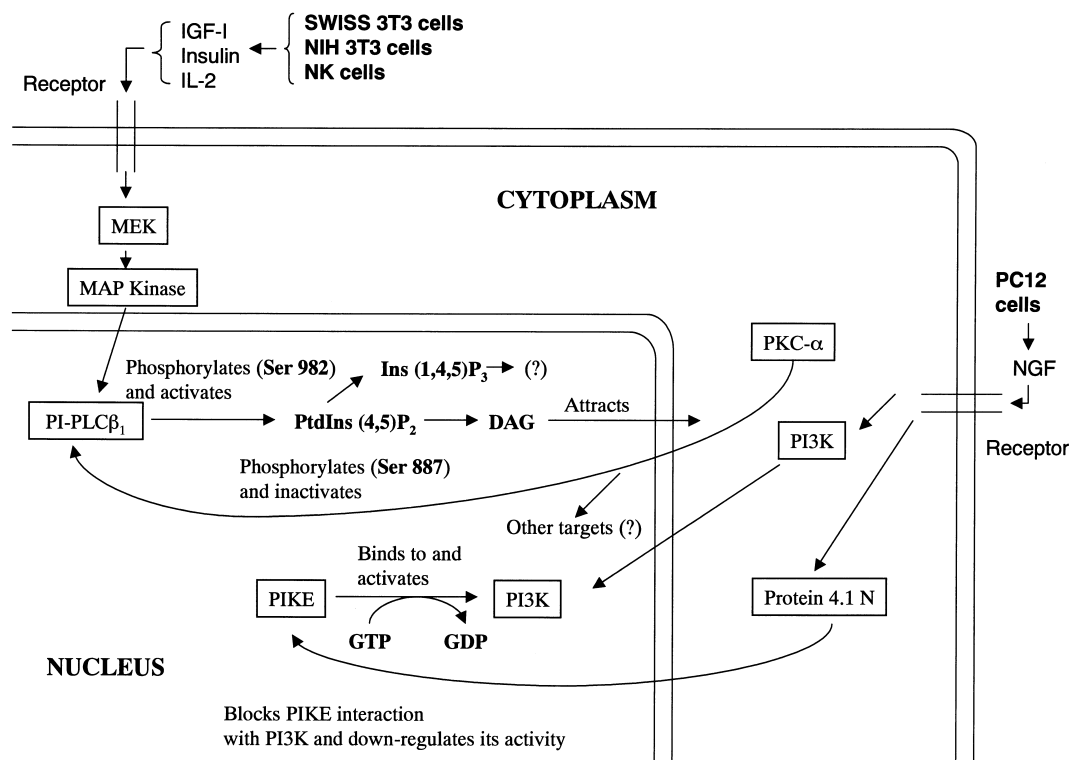 IGF-I
Insulin
IL-2
SWISS 3T3 cells
NIH 3T3 cells
NK cells
Receptor
CYTOPLASM
MEK
MAP Kinase
PC12
cells
NGF
Receptor
PKC-α
Phosphorylates (Ser 982)
and activates
Ins (1,4,5)P3
(?)
PI-PLCβ1
PtdIns (4,5)P2
DAG
Attracts
PI3K
Phosphorylates (Ser 887)
and inactivates
Other targets (?)
Binds to and
activates
PIKE
PI3K
Protein 4.1 N
GTP
GDP
NUCLEUS
Blocks PIKE interaction
with PI3K and down-regulates its activity